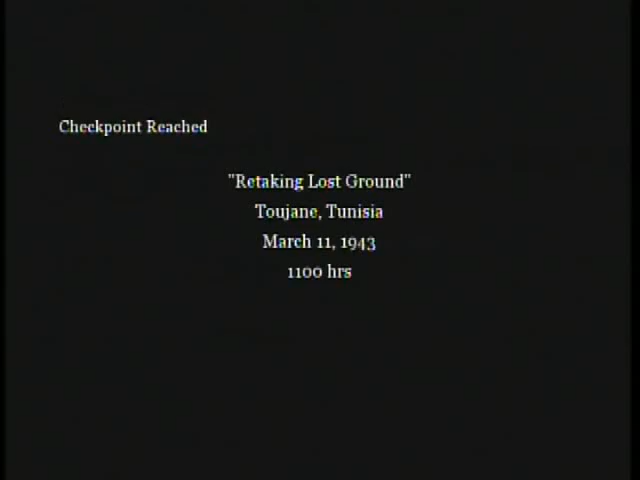 Checkpoint Reached
"Retaking Lost Ground"
Toujane, Tunisia
March 11, 1943
1100 hrs